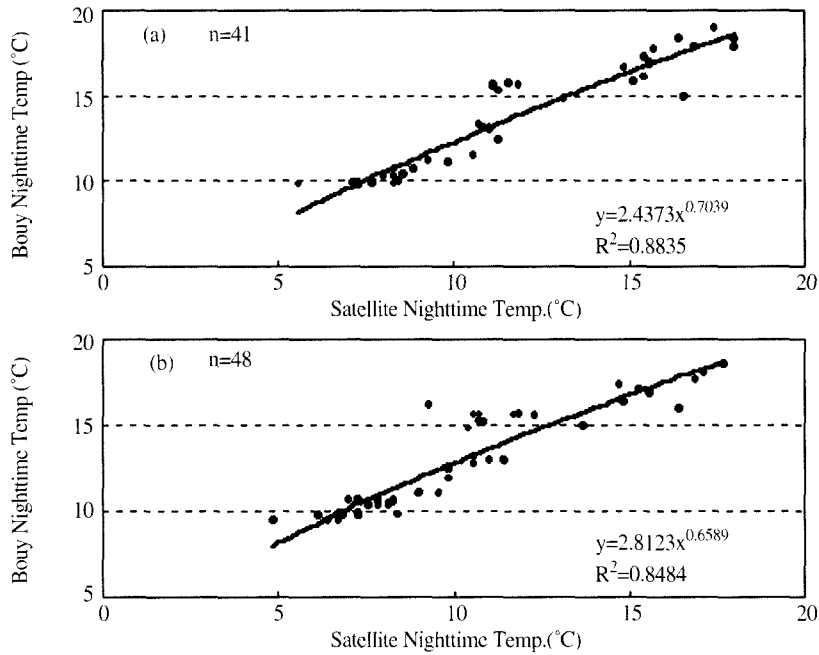 20
(a) n=41
15
10
5
Bouy Nighttime Temp (°C)
y=2.4373x^0.7039
R²=0.8835
0 5 10 15 20
Satellite Nighttime Temp.(°C)
20
(b) n=48
15
10
5
Bouy Nighttime Temp (°C)
y=2.8123x^0.6589
R²=0.8484
0 5 10 15 20
Satellite Nighttime Temp.(°C)